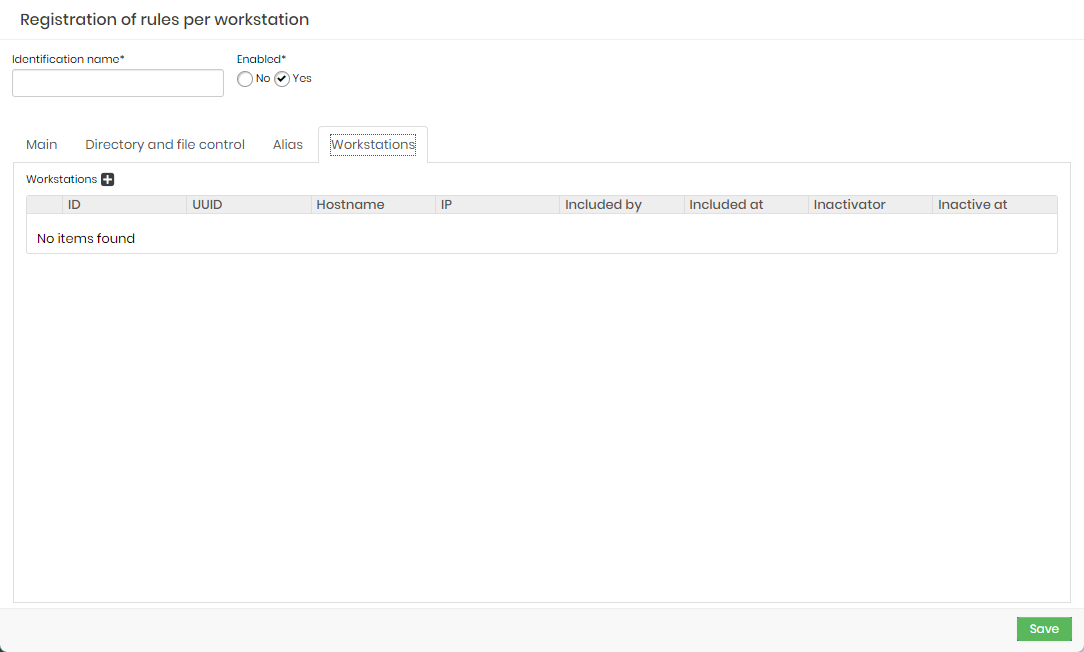 Registration of rules per workstation
Identification name* Enabled*
No Yes
Main Directory and file control Alias Workstations
Workstations
ID UUID Hostname IP Included by Included at Inactivator Inactive at
No items found
Save